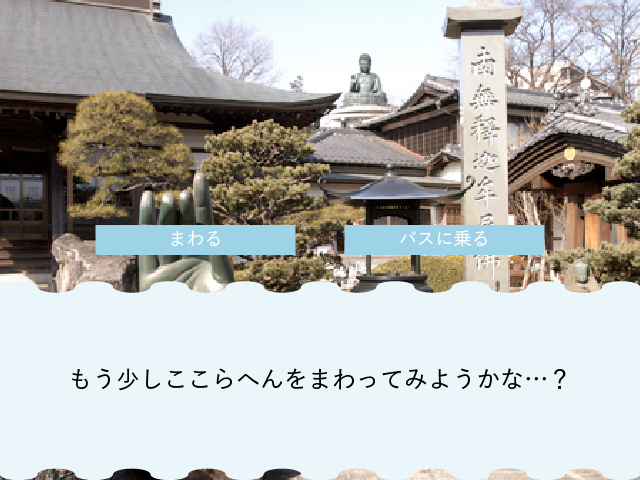 南無釋迦牟尼佛
まわる
バスに乗る
もう少しここらへんをまわってみようかな…？